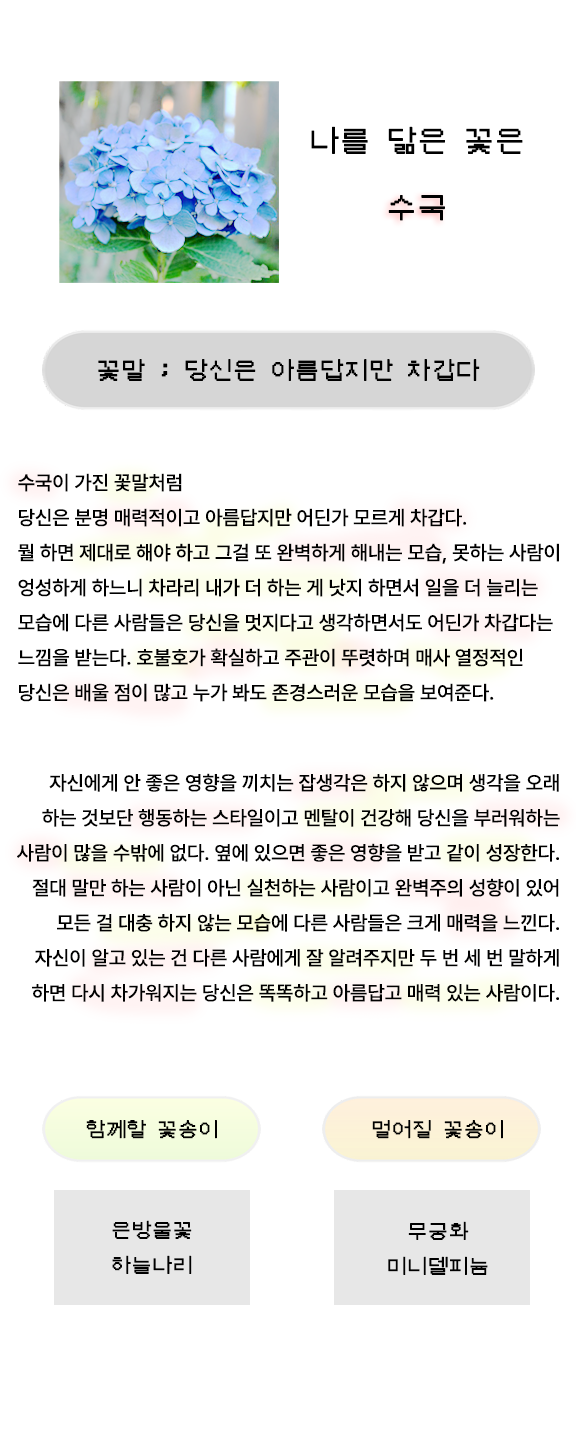 나를 닮은 꽃은
수국
꽃말 ; 당신은 아름답지만 차갑다
수국이 가진 꽃말처럼
당신은 분명 매력적이고 아름답지만 어딘가 모르게 차갑다.
뭘 하면 제대로 해야 하고 그걸 또 완벽하게 해내는 모습, 못하는 사람이
엉성하게 하느니 차라리 내가 더 하는 게 낫지 하면서 일을 더 늘리는
모습에 다른 사람들은 당신을 멋지다고 생각하면서도 어딘가 차갑다는
느낌을 받는다. 호불호가 확실하고 주관이 뚜렷하며 매사 열정적인
당신은 배울 점이 많고 누가 봐도 존경스러운 모습을 보여준다.
자신에게 안 좋은 영향을 끼치는 잡생각은 하지 않으며 생각을 오래
하는 것보단 행동하는 스타일이고 멘탈이 건강해 당신을 부러워하는
사람이 많을 수밖에 없다. 옆에 있으면 좋은 영향을 받고 같이 성장한다.
절대 말만 하는 사람이 아닌 실천하는 사람이고 완벽주의 성향이 있어
모든 걸 대충 하지 않는 모습에 다른 사람들은 크게 매력을 느낀다.
자신이 알고 있는 건 다른 사람에게 잘 알려주지만 두 번 세 번 말하게
하면 다시 차가워지는 당신은 똑똑하고 아름답고 매력 있는 사람이다.
함께할 꽃송이
은방울꽃
하늘나리
멀어질 꽃송이
무궁화
미니델피늄